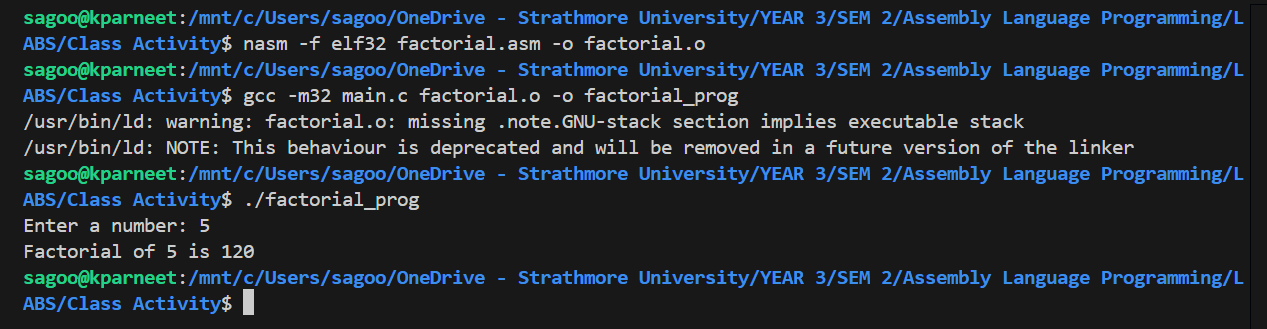 sagoo@kparneet:/mnt/c/Users/sagoo/OneDrive - Strathmore University/YEAR 3/SEM 2/Assembly Language Programming/L
ABS/Class Activity$ nasm -f elf32 factorial.asm -o factorial.o
sagoo@kparneet:/mnt/c/Users/sagoo/OneDrive - Strathmore University/YEAR 3/SEM 2/Assembly Language Programming/L
ABS/Class Activity$ gcc -m32 main.c factorial.o -o factorial_prog
/usr/bin/ld: warning: factorial.o: missing .note.GNU-stack section implies executable stack
/usr/bin/ld: NOTE: This behaviour is deprecated and will be removed in a future version of the linker
sagoo@kparneet:/mnt/c/Users/sagoo/OneDrive - Strathmore University/YEAR 3/SEM 2/Assembly Language Programming/L
ABS/Class Activity$ ./factorial_prog
Enter a number: 5
Factorial of 5 is 120
sagoo@kparneet:/mnt/c/Users/sagoo/OneDrive - Strathmore University/YEAR 3/SEM 2/Assembly Language Programming/L
ABS/Class Activity$